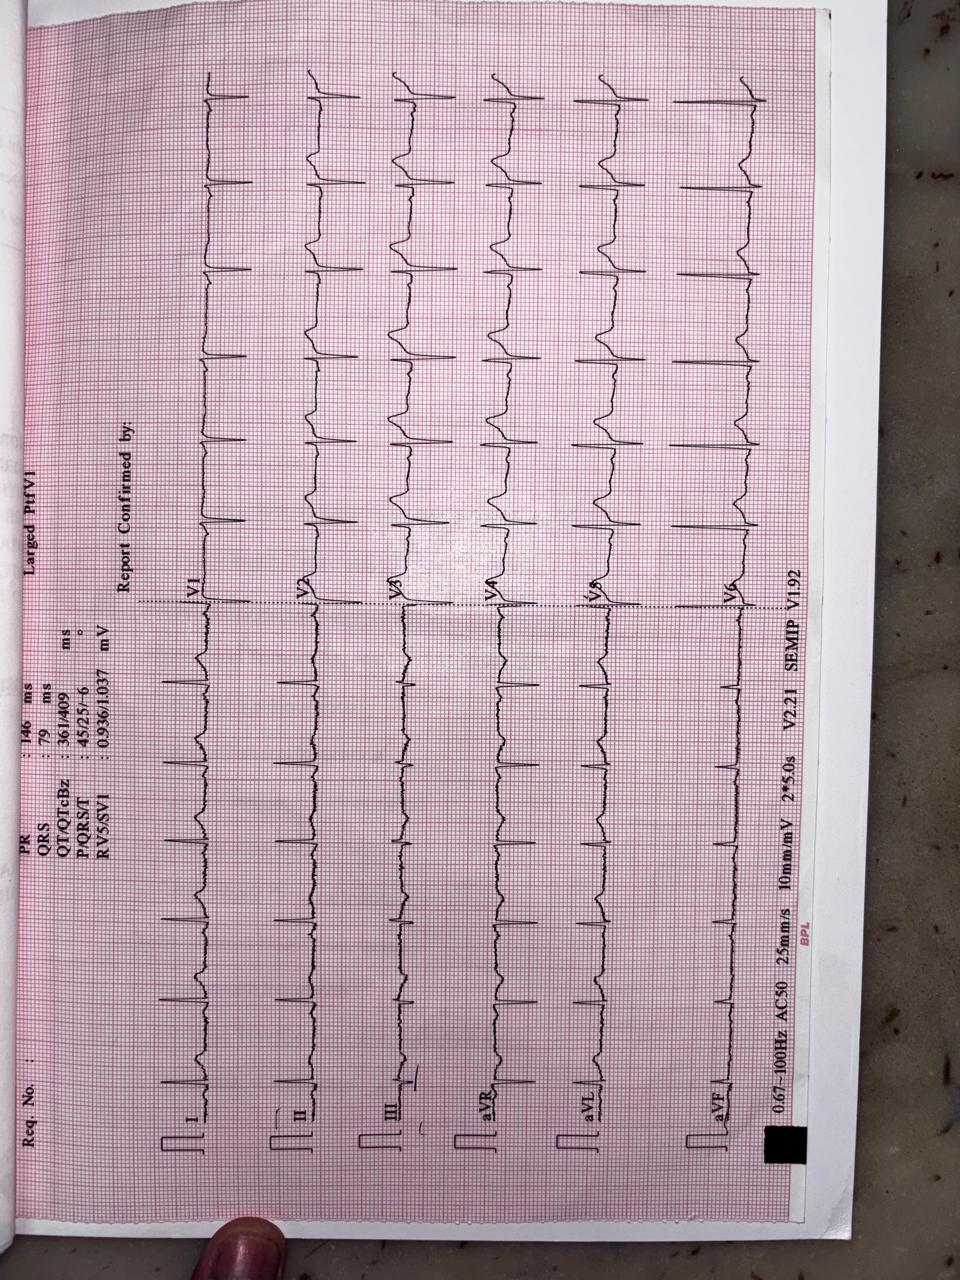 Req. No. :
PR : 146 ms
QRS : 79 ms
QT/QTcBz : 361/409 ms
P/QRS/T : 45/25/-6 °
RV5/SV1 : 0.936/1.037 mV
Larged PtfV1
Report Confirmed by:
I V1
II V2
III V3
aVR V4
aVL V5
aVF V6
0.67~100Hz AC50 25mm/s 10mm/mV 2*5.0s V2.21 SEMIP V1.92
BPL